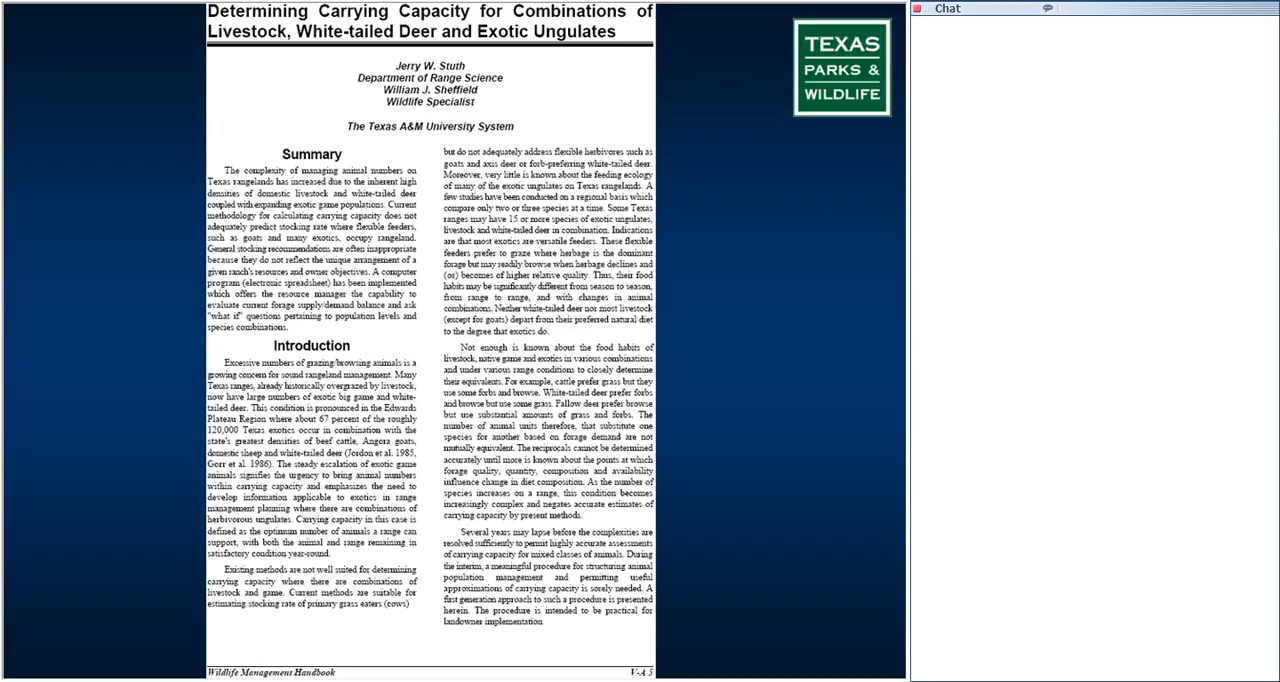 Determining Carrying Capacity for Combinations of
Livestock, White-tailed Deer and Exotic Ungulates
Jerry W. Stuth
Department of Range Science
William J. Sheffield
Wildlife Specialist
The Texas A&M University System
Summary
The complexity of managing animal numbers on
Texas rangelands has increased due to the inherent high
densities of domestic livestock and white-tailed deer
coupled with expanding exotic game populations. Current
methodology for calculating carrying capacity does not
adequately predict stocking rate where flexible feeders,
such as goats and many exotics, occupy rangeland.
General stocking recommendations are often inappropriate
because they do not reflect the unique arrangement of a
given ranch's resources and owner objectives. A computer
program (electronic spreadsheet) has been implemented
which offers the resource manager the capability to
evaluate current forage supply/demand balance and ask
"what if" questions pertaining to population levels and
species combinations.
Introduction
Excessive numbers of grazing/browsing animals is a
growing concern for sound rangeland management. Many
Texas ranges, already historically overgrazed by livestock,
now have large numbers of exotic big game and white-
tailed deer. This condition is pronounced in the Edwards
Plateau Region where about 67 percent of the roughly
120,000 Texas exotics occur in combination with the
state's greatest densities of beef cattle, Angora goats,
domestic sheep and white-tailed deer (Jordon et al. 1985,
Gorr et al. 1986). The steady escalation of exotic game
animals signifies the urgency to bring animal numbers
within carrying capacity and emphasizes the need to
develop information applicable to exotics in range
management planning where there are combinations of
herbivorous ungulates. Carrying capacity in this case is
defined as the optimum number of animals a range can
support, with both the animal and range remaining in
satisfactory condition year-round.
Existing methods are not well suited for determining
carrying capacity where there are combinations of
livestock and game. Current methods are suitable for
estimating stocking rate of primary grass eaters (cows)
but do not adequately address flexible herbivores such as
goats and axis deer or forb-preferring white-tailed deer.
Moreover, very little is known about the feeding ecology
of many of the exotic ungulates on Texas rangelands. A
few studies have been conducted on a regional basis which
compare only two or three species at a time. Some Texas
ranges may have 15 or more species of exotic ungulates,
livestock and white-tailed deer in combination. Indications
are that most exotics are versatile feeders. These flexible
feeders prefer to graze where herbage is the dominant
forage but may readily browse when herbage declines and
(or) becomes of higher relative quality. Thus, their food
habits may be significantly different from season to season,
from range to range, and with changes in animal
combinations. Neither white-tailed deer nor most livestock
(except for goats) depart from their preferred natural diet
to the degree that exotics do.
Not enough is known about the food habits of
livestock, native game and exotics in various combinations
and under various range conditions to closely determine
their equivalents. For example, cattle prefer grass but they
use some forbs and browse. White-tailed deer prefer forbs
and browse but use some grass. Fallow deer prefer browse
but use substantial amounts of grass and forbs. The
number of animal units therefore, that substitute one
species for another based on forage demand are not
mutually equivalent. The reciprocals cannot be determined
accurately until more is known about the points at which
forage quality, quantity, composition and availability
influence change in diet composition. As the number of
species increases on a range, this condition becomes
increasingly complex and negates accurate estimates of
carrying capacity by present methods.
Several years may lapse before the complexities are
resolved sufficiently to permit highly accurate assessments
of carrying capacity for mixed classes of animals. During
the interim, a meaningful procedure for structuring animal
population management and permitting useful
approximations of carrying capacity is sorely needed. A
first generation approach to such a procedure is presented
herein. The procedure is intended to be practical for
landowner implementation
Wildlife Management Handbook V-A 5
TEXAS
PARKS &
WILDLIFE
Chat